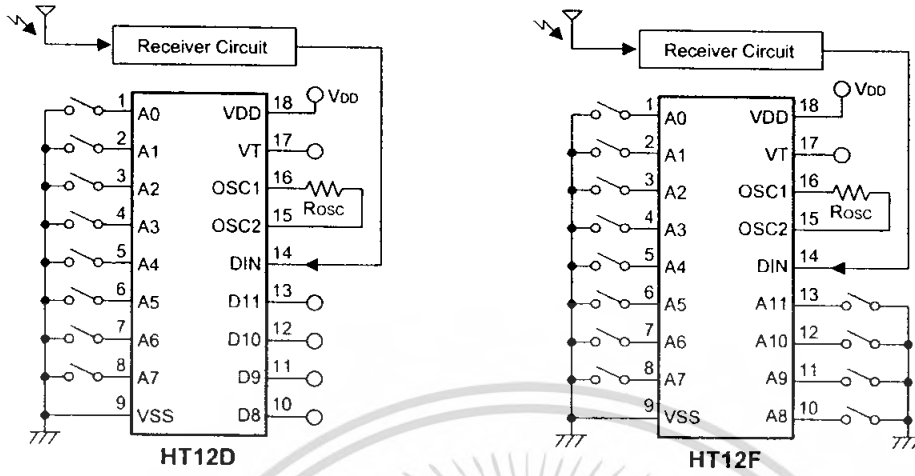 Receiver Circuit
1 A0 VDD 18 VDD
2 A1 VT 17
3 A2 OSC1 16
ROSC
4 A3 OSC2 15
5 A4 DIN 14
6 A5 D11 13
7 A6 D10 12
8 A7 D9 11
9 VSS D8 10
HT12D
Receiver Circuit
1 A0 VDD 18 VDD
2 A1 VT 17
3 A2 OSC1 16
ROSC
4 A3 OSC2 15
5 A4 DIN 14
6 A5 A11 13
7 A6 A10 12
8 A7 A9 11
9 VSS A8 10
HT12F